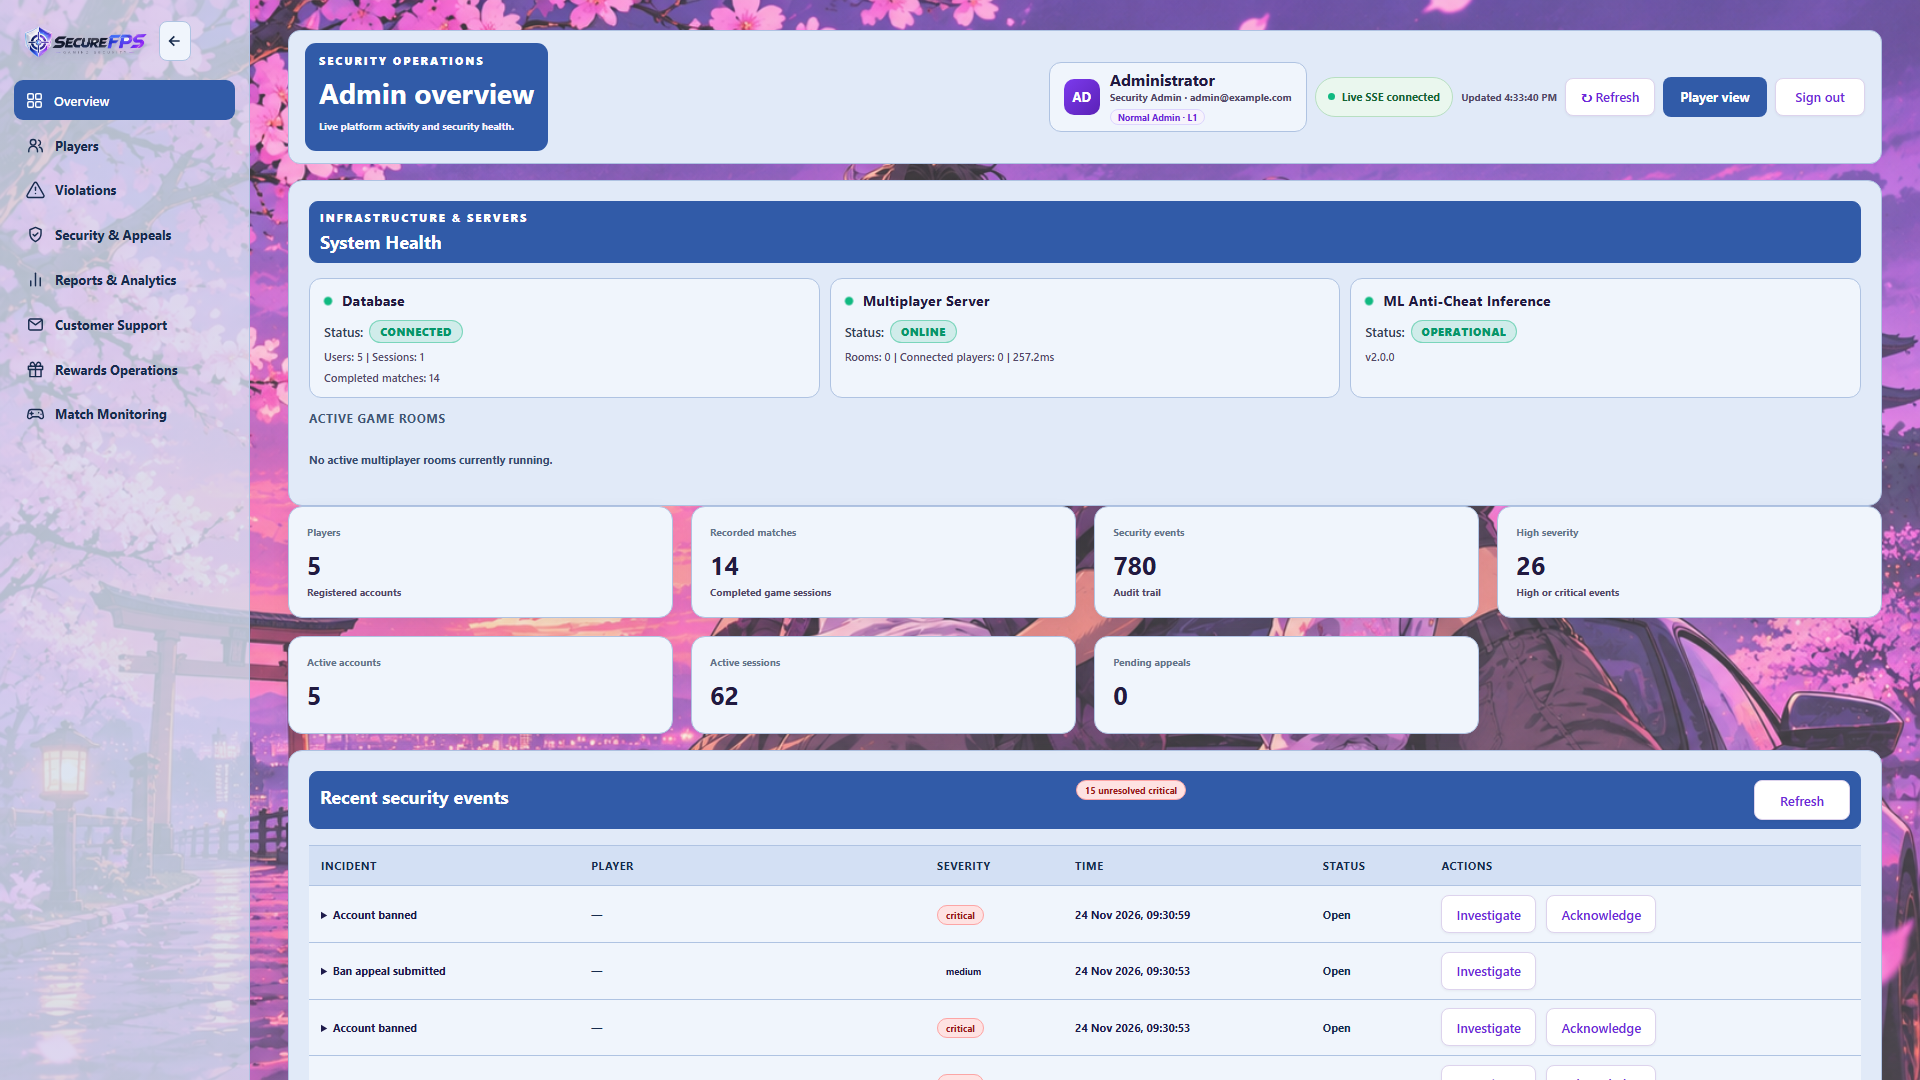 SECUREFPS
Overview
Players
Violations
Security & Appeals
Reports & Analytics
Customer Support
Rewards Operations
Match Monitoring
SECURITY OPERATIONS
Admin overview
Live platform activity and security health.
AD
Administrator
Security Admin · admin@example.com
Normal Admin · L1
Live SSE connected
Updated 4:33:40 PM
↻ Refresh
Player view
Sign out
INFRASTRUCTURE & SERVERS
System Health
Database
Status: CONNECTED
Users: 5 | Sessions: 1
Completed matches: 14
Multiplayer Server
Status: ONLINE
Rooms: 0 | Connected players: 0 | 257.2ms
ML Anti-Cheat Inference
Status: OPERATIONAL
v2.0.0
ACTIVE GAME ROOMS
No active multiplayer rooms currently running.
Players
5
Registered accounts
Recorded matches
14
Completed game sessions
Security events
780
Audit trail
High severity
26
High or critical events
Active accounts
5
Active sessions
62
Pending appeals
0
Recent security events
15 unresolved critical
Refresh
INCIDENT PLAYER SEVERITY TIME STATUS ACTIONS
Account banned — critical 24 Nov 2026, 09:30:59 Open Investigate Acknowledge
Ban appeal submitted — medium 24 Nov 2026, 09:30:53 Open Investigate
Account banned — critical 24 Nov 2026, 09:30:53 Open Investigate Acknowledge